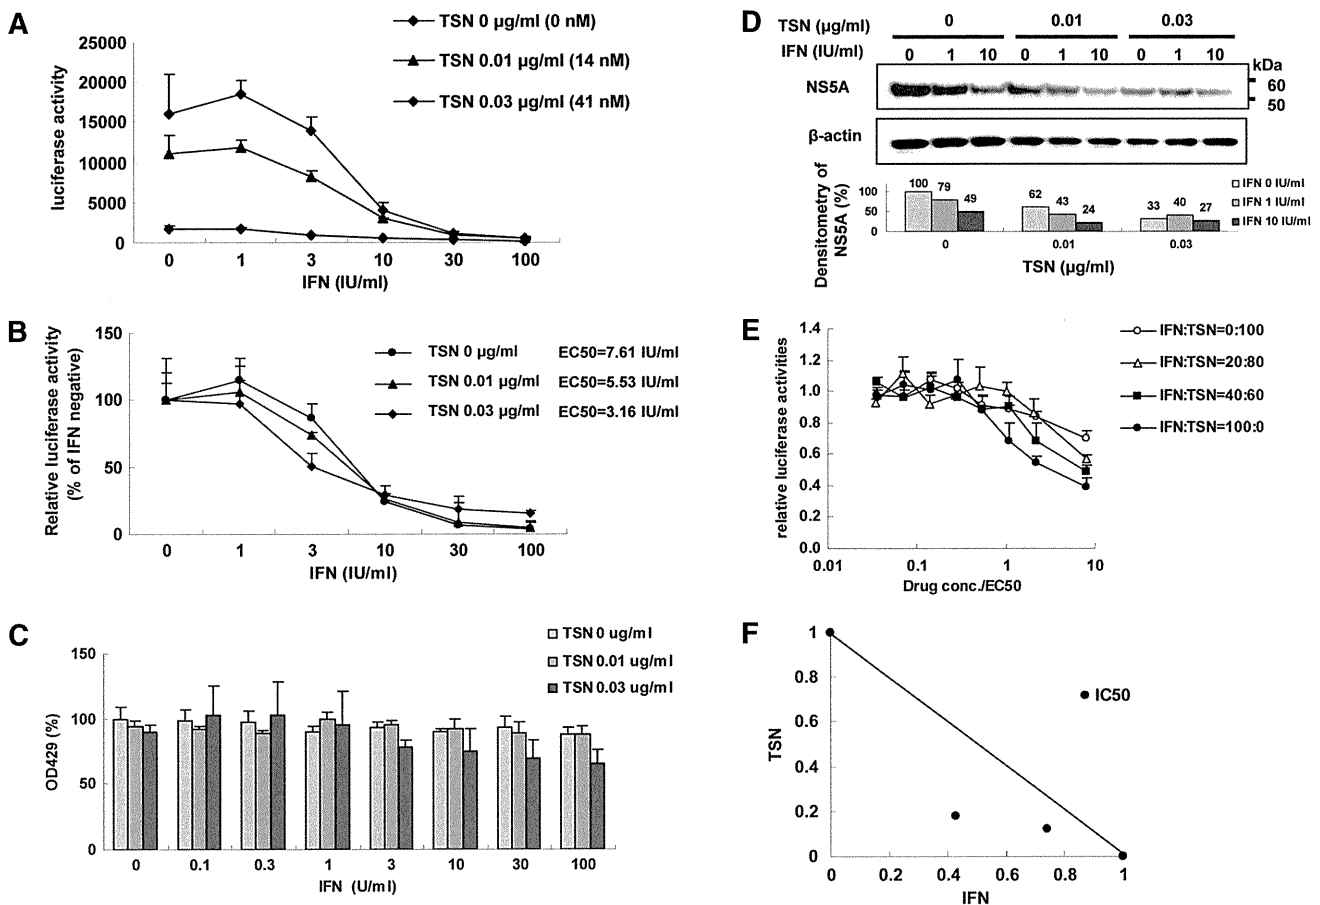 A
TSN 0 µg/ml (0 nM)
TSN 0.01 µg/ml (14 nM)
TSN 0.03 µg/ml (41 nM)
luciferase activity
25000
20000
15000
10000
5000
0
0 1 3 10 30 100
IFN (IU/ml)
B
TSN 0 µg/ml EC50=7.61 IU/ml
TSN 0.01 µg/ml EC50=5.53 IU/ml
TSN 0.03 µg/ml EC50=3.16 IU/ml
Relative luciferase activity
(% of IFN negative)
150
100
50
0
0 1 3 10 30 100
IFN (IU/ml)
C
TSN 0 ug/ml
TSN 0.01 ug/ml
TSN 0.03 ug/ml
OD429 (%)
150
100
50
0
0 0.1 0.3 1 3 10 30 100
IFN (U/ml)
D
TSN (µg/ml) 0 0.01 0.03
IFN (IU/ml) 0 1 10 0 1 10 0 1 10
kDa
NS5A
60
50
β-actin
Densitometry of
NS5A (%)
100
50
0
100 79 49 62 43 24 33 40 27
IFN 0 IU/ml
IFN 1 IU/ml
IFN 10 IU/ml
0 0.01 0.03
TSN (µg/ml)
E
IFN:TSN=0:100
IFN:TSN=20:80
IFN:TSN=40:60
IFN:TSN=100:0
relative luciferase activities
1.4
1.2
1.0
0.8
0.6
0.4
0.2
0.0
0.01 0.1 1 10
Drug conc./EC50
F
TSN
1
0.8
0.6
0.4
0.2
0
IC50
0 0.2 0.4 0.6 0.8 1
IFN